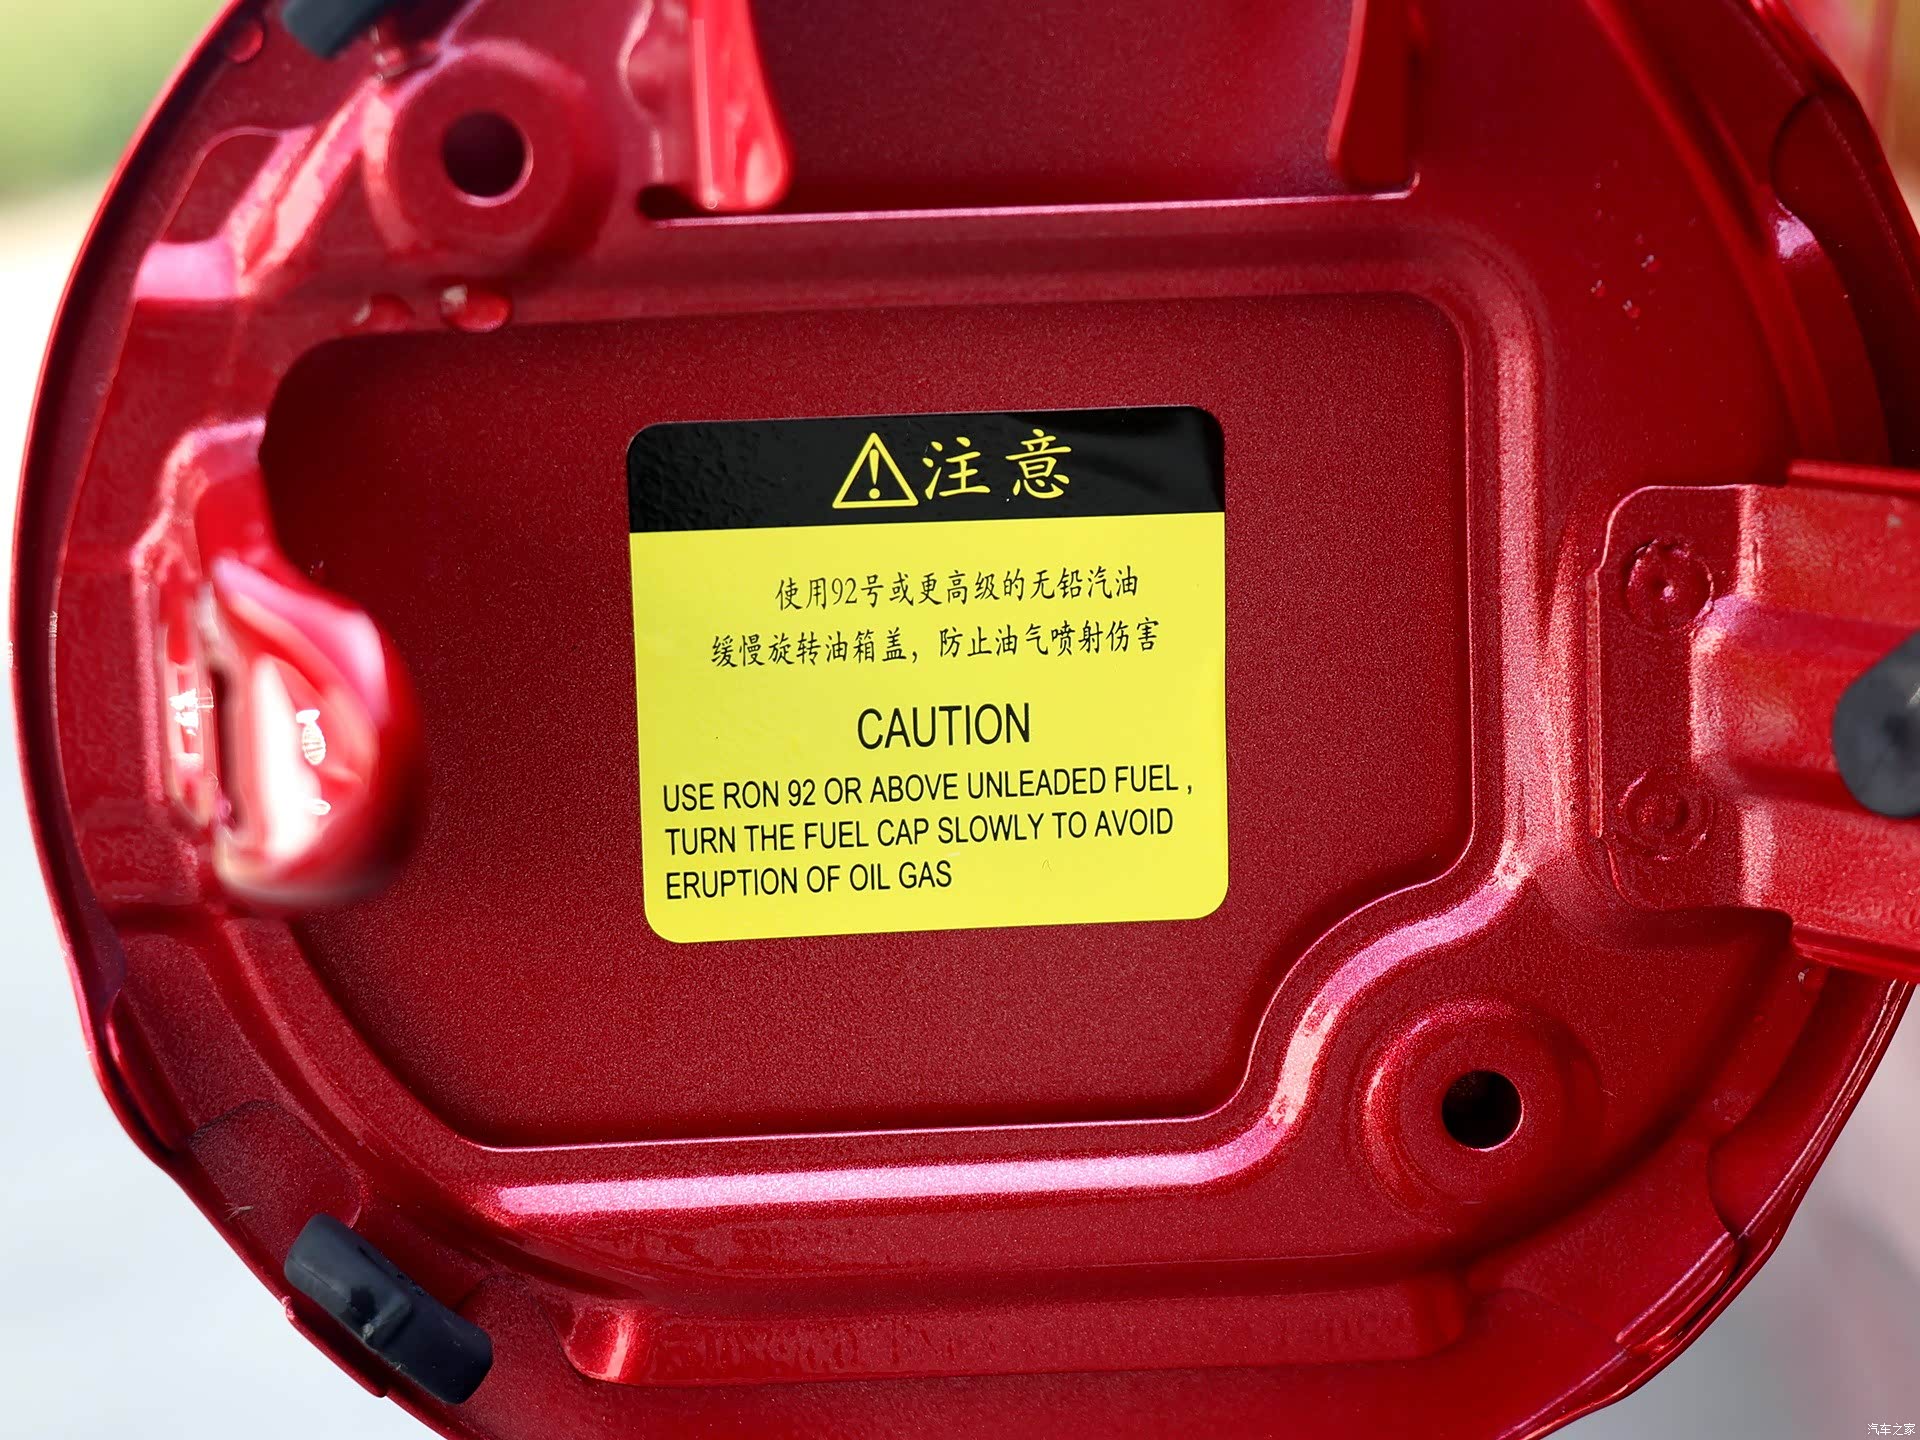 注意
使用92号或更高级的无铅汽油
缓慢旋转油箱盖，防止油气喷射伤害
CAUTION
USE RON 92 OR ABOVE UNLEADED FUEL ,
TURN THE FUEL CAP SLOWLY TO AVOID
ERUPTION OF OIL GAS
汽车之家